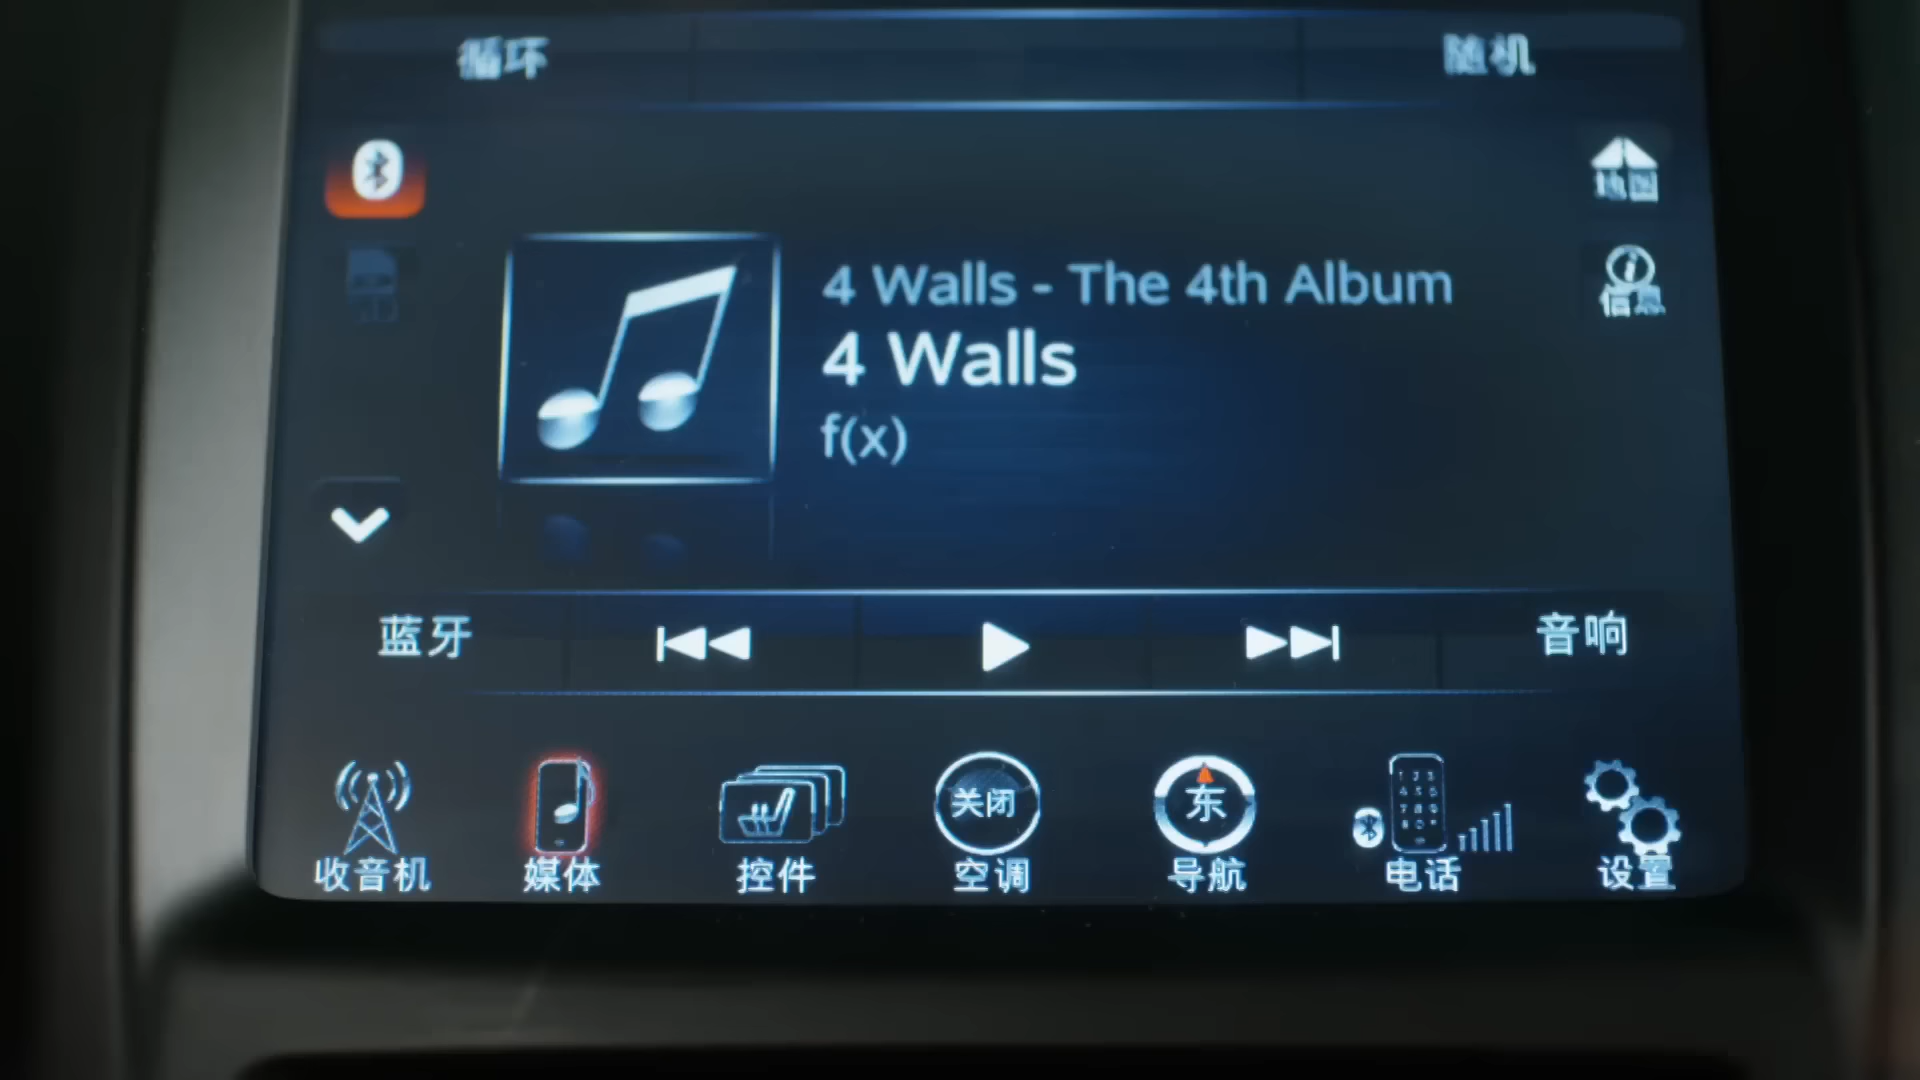 循环
随机
地图
4 Walls - The 4th Album
4 Walls
f(x)
信息
蓝牙
音响
关闭
东
收音机
媒体
控件
空调
导航
电话
设置